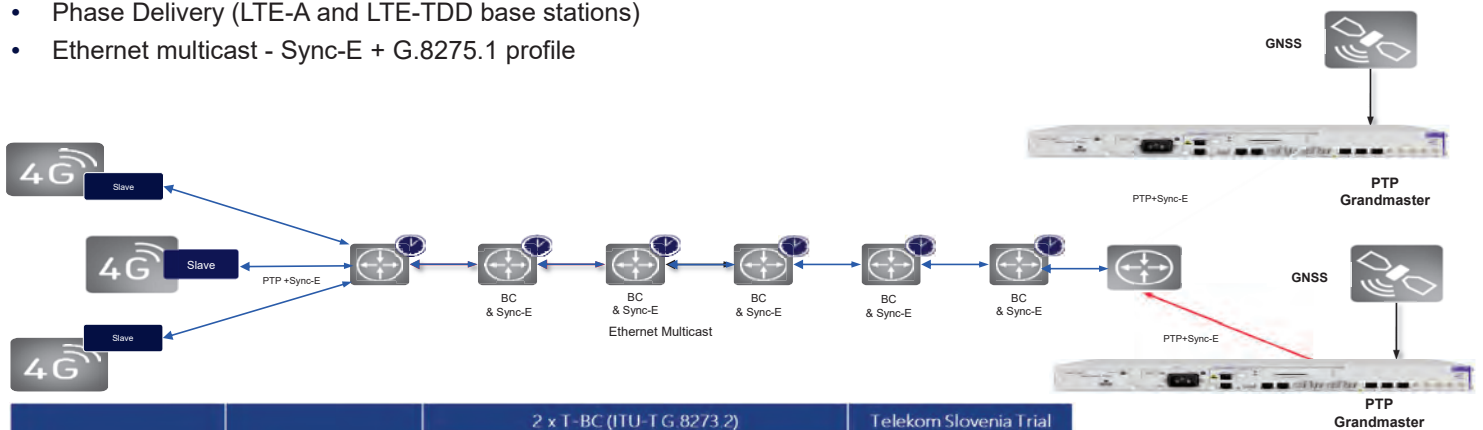 • Phase Delivery (LTE-A and LTE-TDD base stations)
• Ethernet multicast - Sync-E + G.8275.1 profile
GNSS
PTP
Grandmaster
PTP+Sync-E
4G
Slave
4G
Slave
PTP +Sync-E
4G
Slave
BC
& Sync-E
BC
& Sync-E
BC
& Sync-E
BC
& Sync-E
BC
& Sync-E
Ethernet Multicast
GNSS
PTP+Sync-E
PTP
Grandmaster
2 x T-BC (ITU-T G.8273.2)
Telekom Slovenia Trial